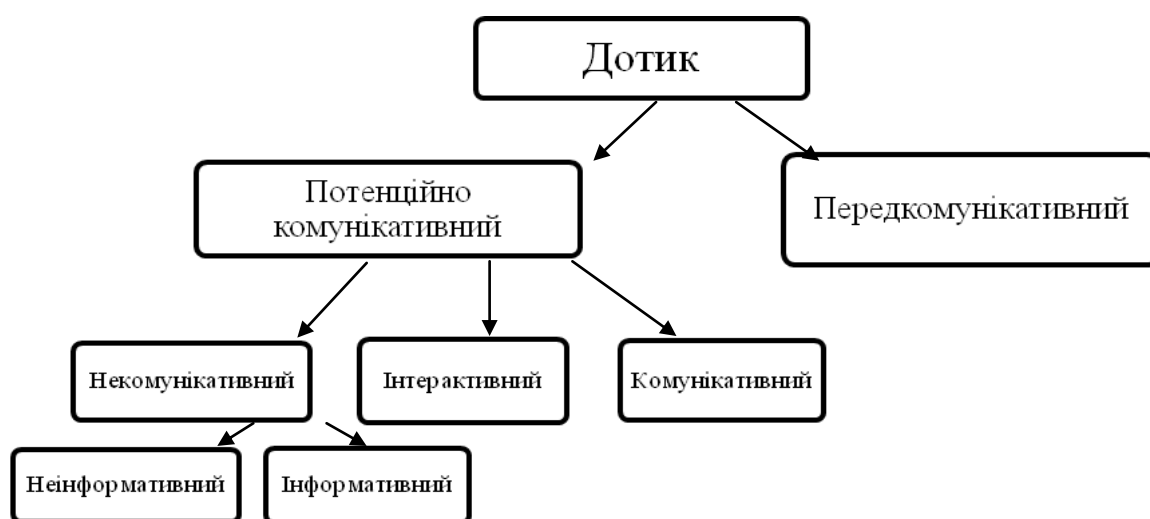 Дотик
Потенційно
комунікативний
Передкомунікативний
Некомунікативний
Інтерактивний
Комунікативний
Неінформативний
Інформативний